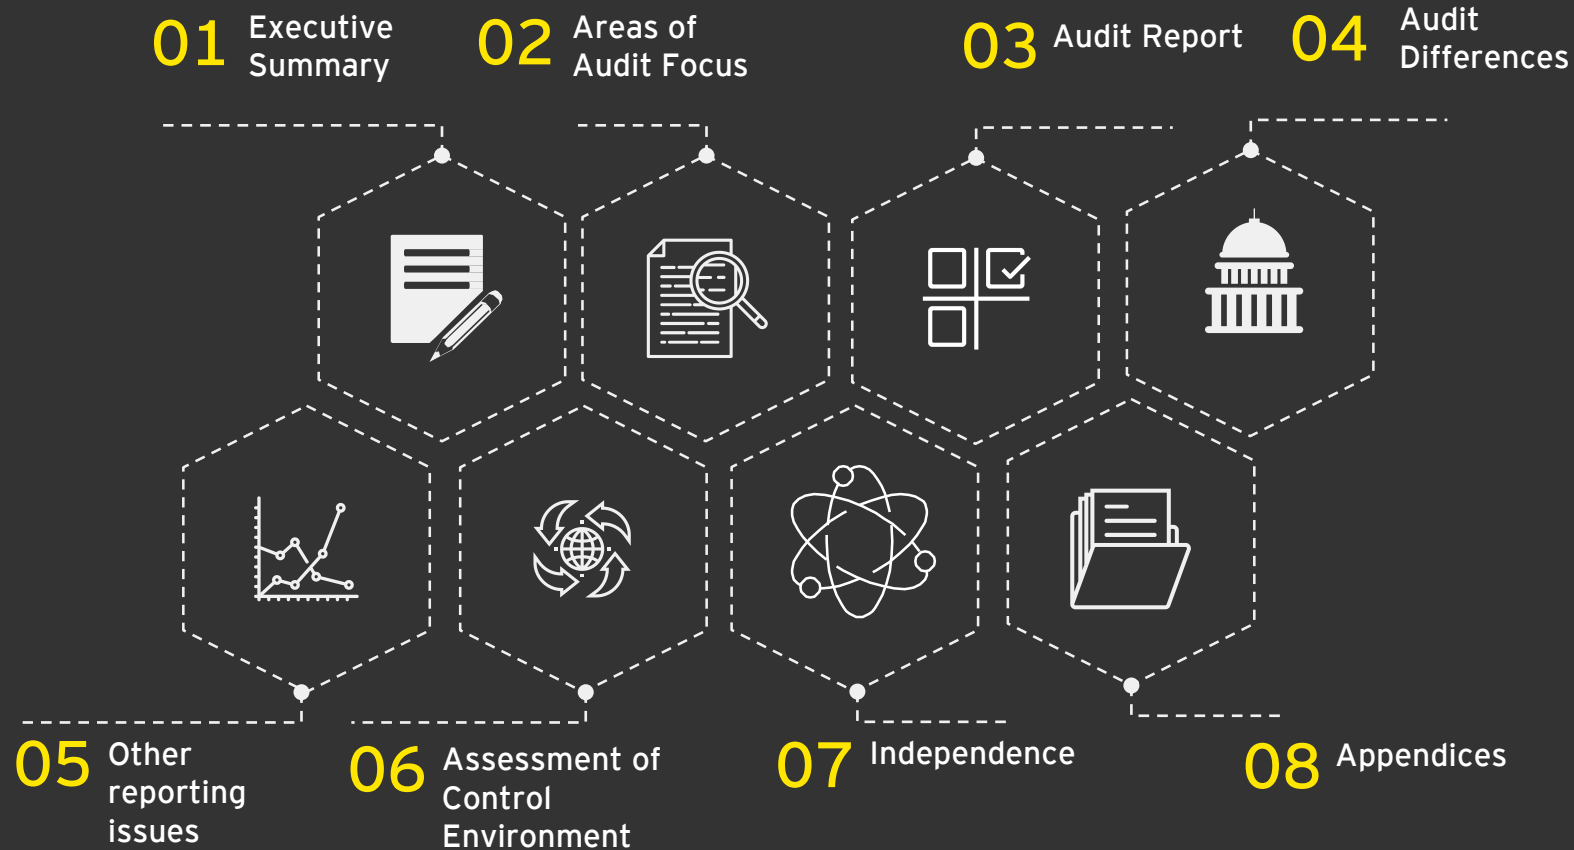 01 Executive
Summary
02 Areas of
Audit Focus
03 Audit Report
04 Audit
Differences
05 Other
reporting
issues
06 Assessment of
Control
Environment
07 Independence
08 Appendices